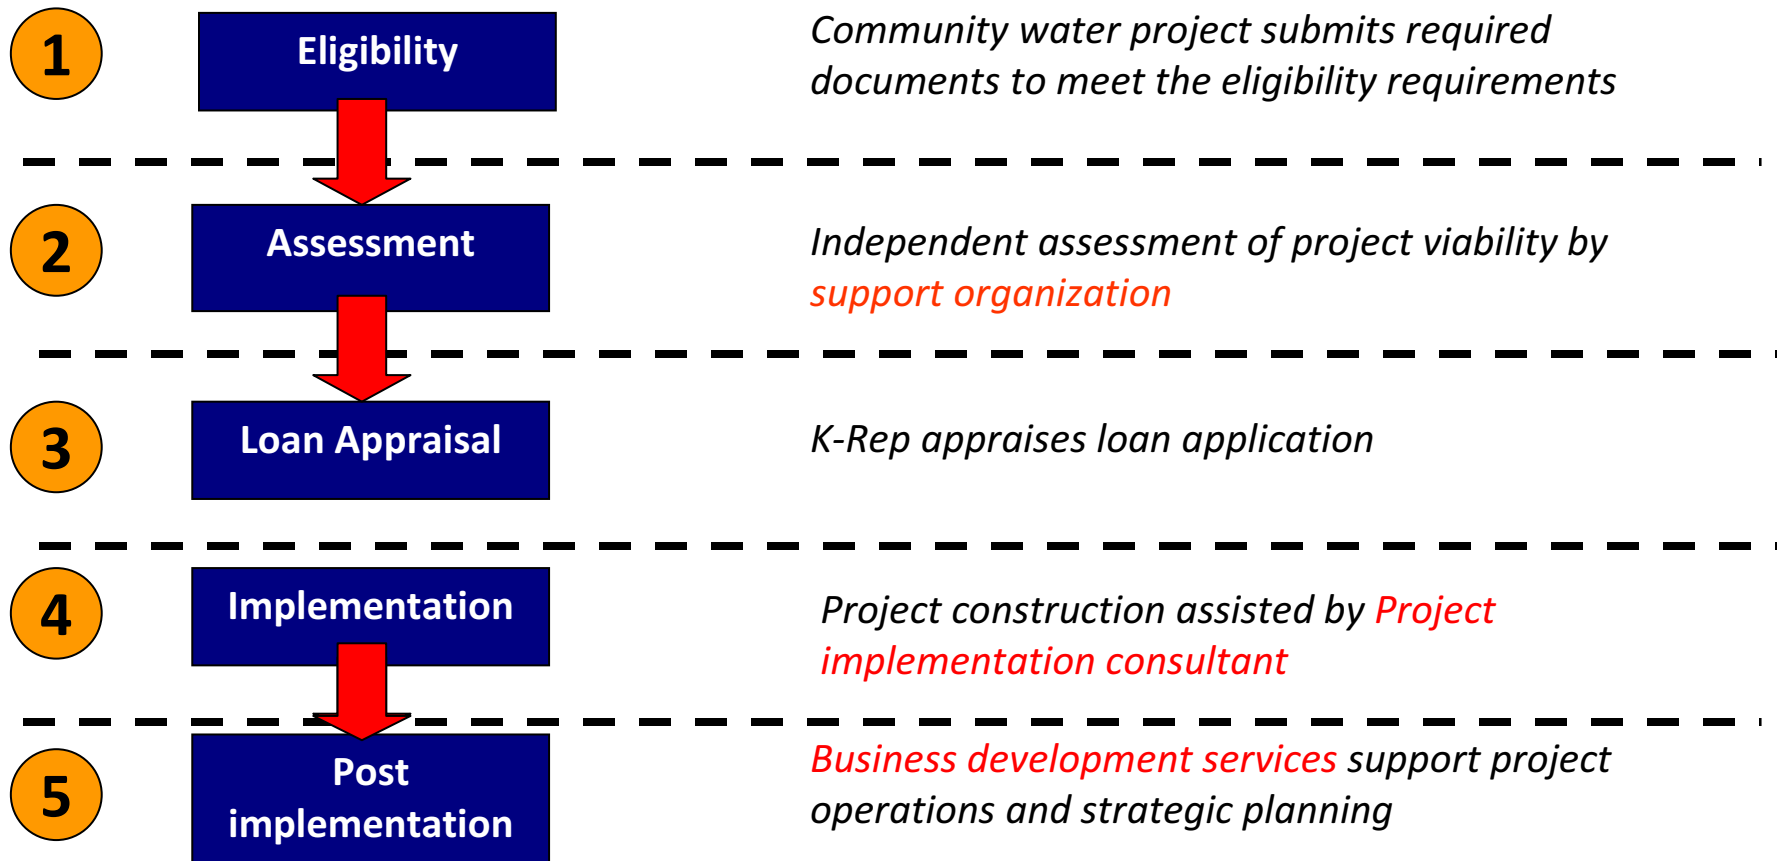 1
Eligibility
Community water project submits required
documents to meet the eligibility requirements
2
Assessment
Independent assessment of project viability by
support organization
3
Loan Appraisal
K-Rep appraises loan application
4
Implementation
Project construction assisted by Project
implementation consultant
5
Post
implementation
Business development services support project
operations and strategic planning